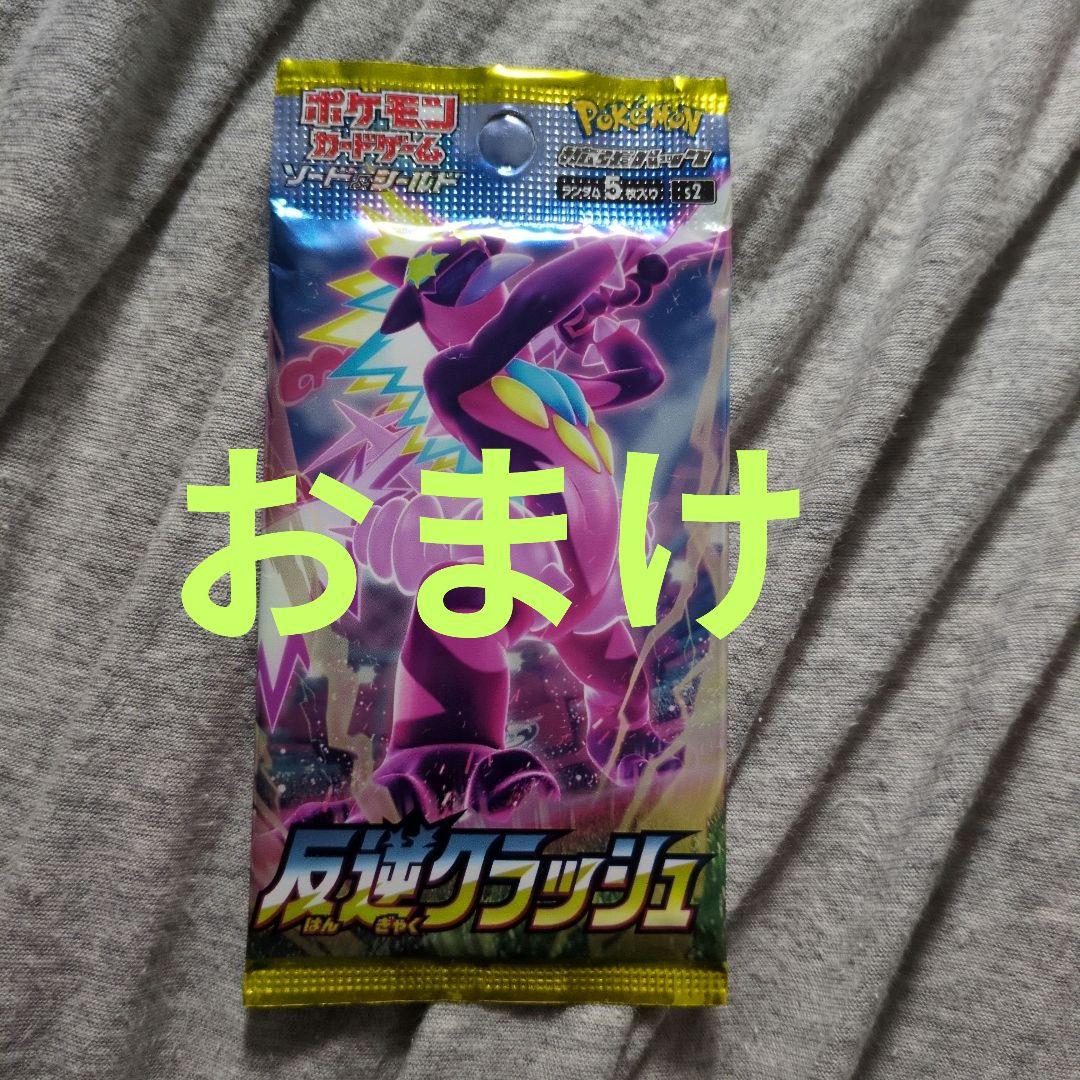 ポケモン
カードゲーム
ソード&シールド
POKÉMON
拡張パック
ランダム5枚入り S2
おまけ
反逆クラッシュ
はん ぎゃく